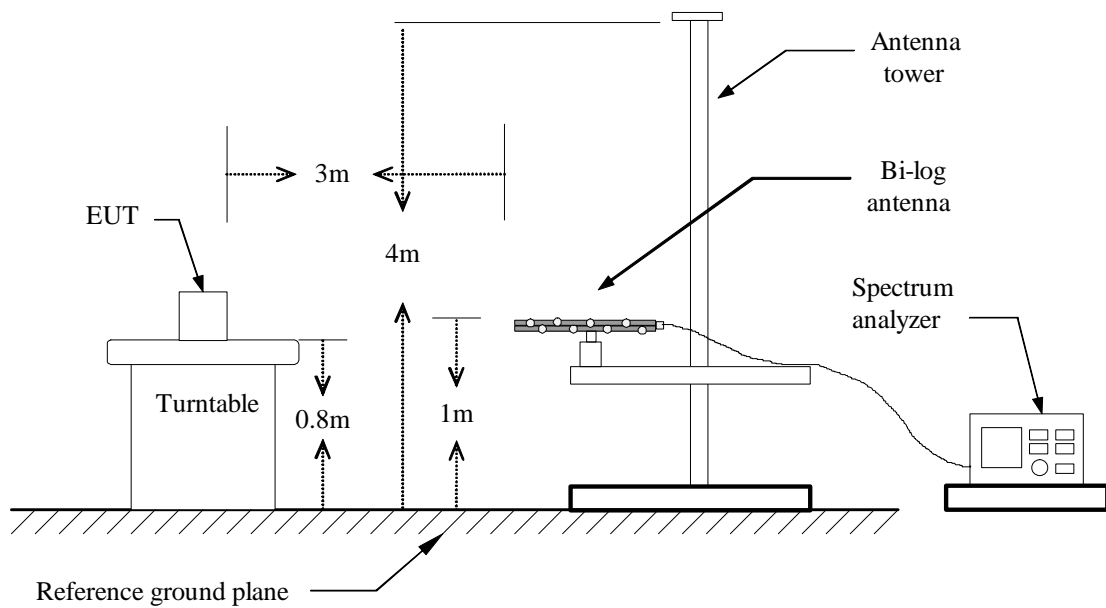 Antenna
tower
3m
Bi-log
antenna
EUT
4m
Spectrum
analyzer
Turntable
0.8m
1m
Reference ground plane